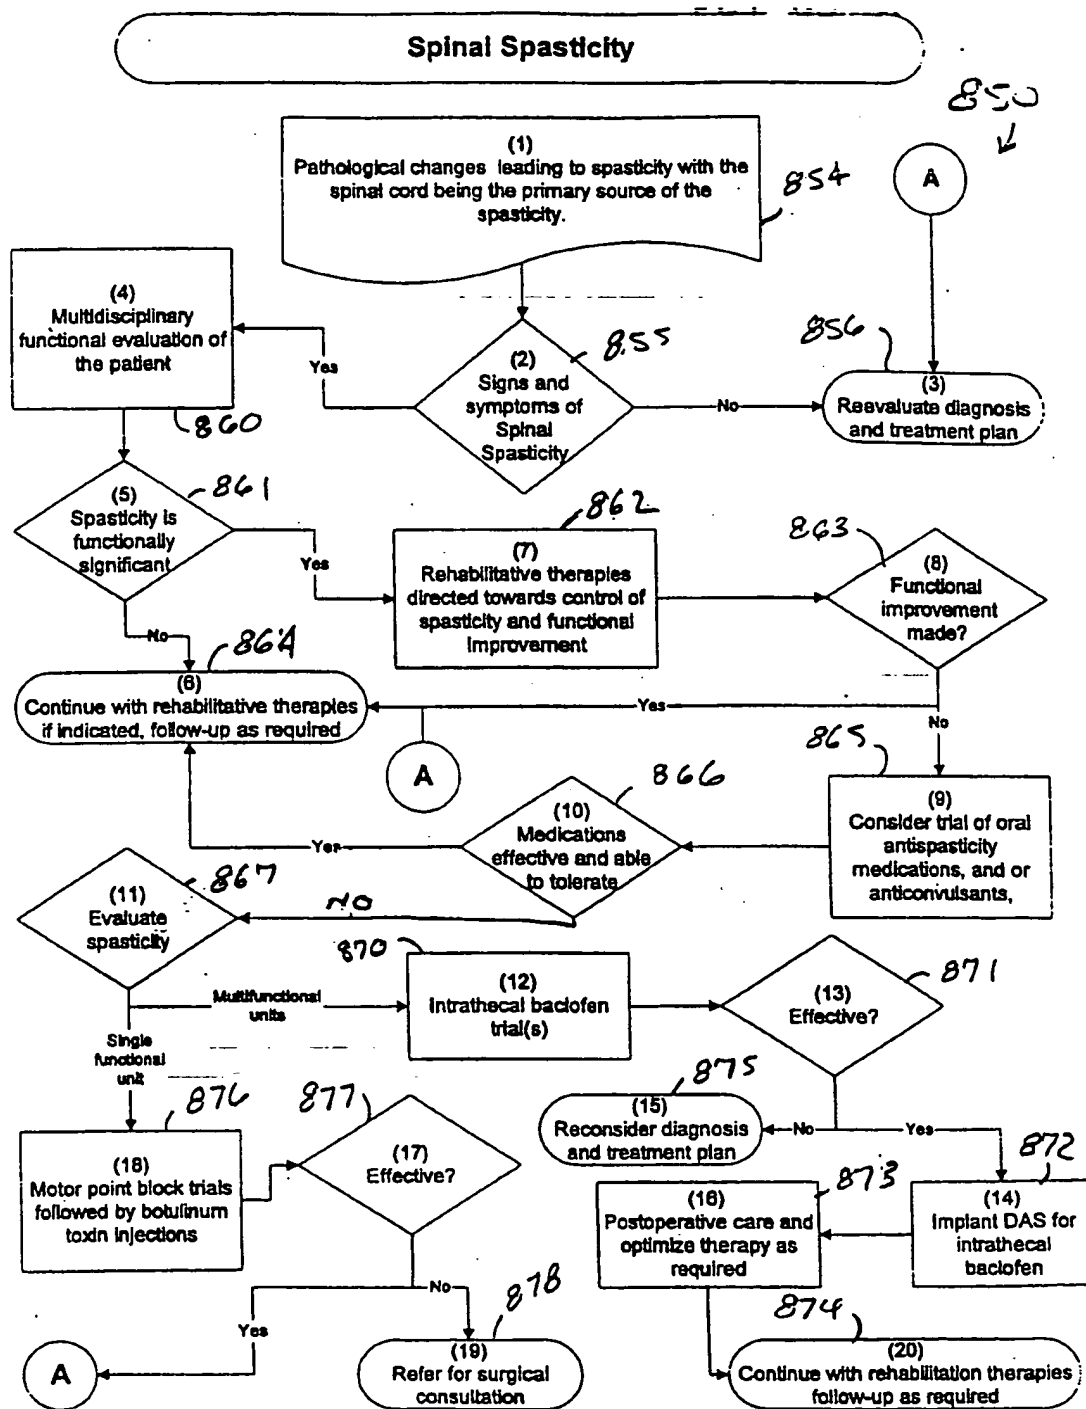 Spinal Spasticity
850
(1)
Pathological changes leading to spasticity with the
spinal cord being the primary source of the
spasticity.
854
A
(4)
Multidisciplinary
functional evaluation of
the patient
860
Yes
(2)
Signs and
symptoms of
Spinal
Spasticity
855
No
856
(3)
Reevaluate diagnosis
and treatment plan
(5)
Spasticity is
functionally
significant
861
Yes
862
(7)
Rehabilitative therapies
directed towards control of
spasticity and functional
Improvement
863
(8)
Functional
improvement
made?
No
864
(6)
Continue with rehabilitative therapies
if indicated, follow-up as required
Yes
No
A
865
(9)
Consider trial of oral
antispasticity
medications, and or
anticonvulsants,
866
(10)
Medications
effective and able
to tolerate
Yes
NO
867
(11)
Evaluate
spasticity
Multifunctional
units
Single
functional
unit
870
(12)
Intrathecal baclofen
trial(s)
871
(13)
Effective?
No
Yes
875
(15)
Reconsider diagnosis
and treatment plan
872
(14)
Implant DAS for
intrathecal
baclofen
873
(16)
Postoperative care and
optimize therapy as
required
874
(20)
Continue with rehabilitation therapies
follow-up as required
876
(18)
Motor point block trials
followed by botulinum
toxin injections
877
(17)
Effective?
Yes
No
A
878
(19)
Refer for surgical
consultation